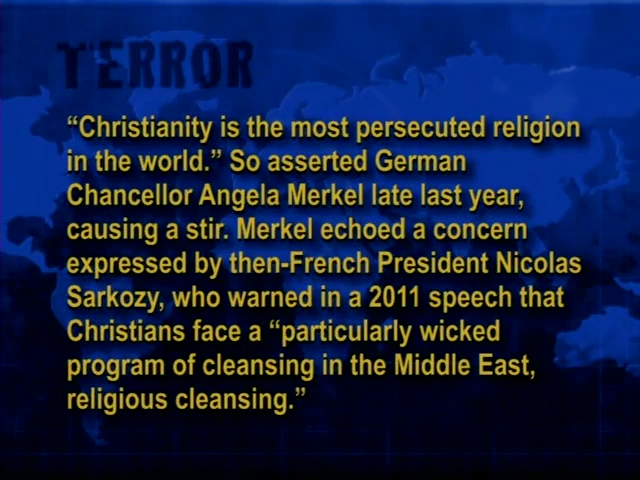 TERROR
“Christianity is the most persecuted religion
in the world.” So asserted German
Chancellor Angela Merkel late last year,
causing a stir. Merkel echoed a concern
expressed by then-French President Nicolas
Sarkozy, who warned in a 2011 speech that
Christians face a “particularly wicked
program of cleansing in the Middle East,
religious cleansing.”